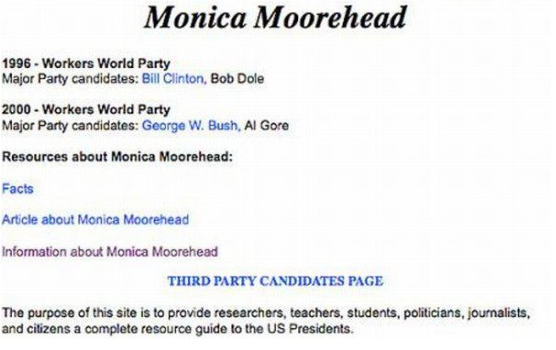 Monica Moorehead
1996 - Workers World Party
Major Party candidates: Bill Clinton, Bob Dole
2000 - Workers World Party
Major Party candidates: George W. Bush, Al Gore
Resources about Monica Moorehead:
Facts
Article about Monica Moorehead
Information about Monica Moorehead
THIRD PARTY CANDIDATES PAGE
The purpose of this site is to provide researchers, teachers, students, politicians, journalists,
and citizens a complete resource guide to the US Presidents.